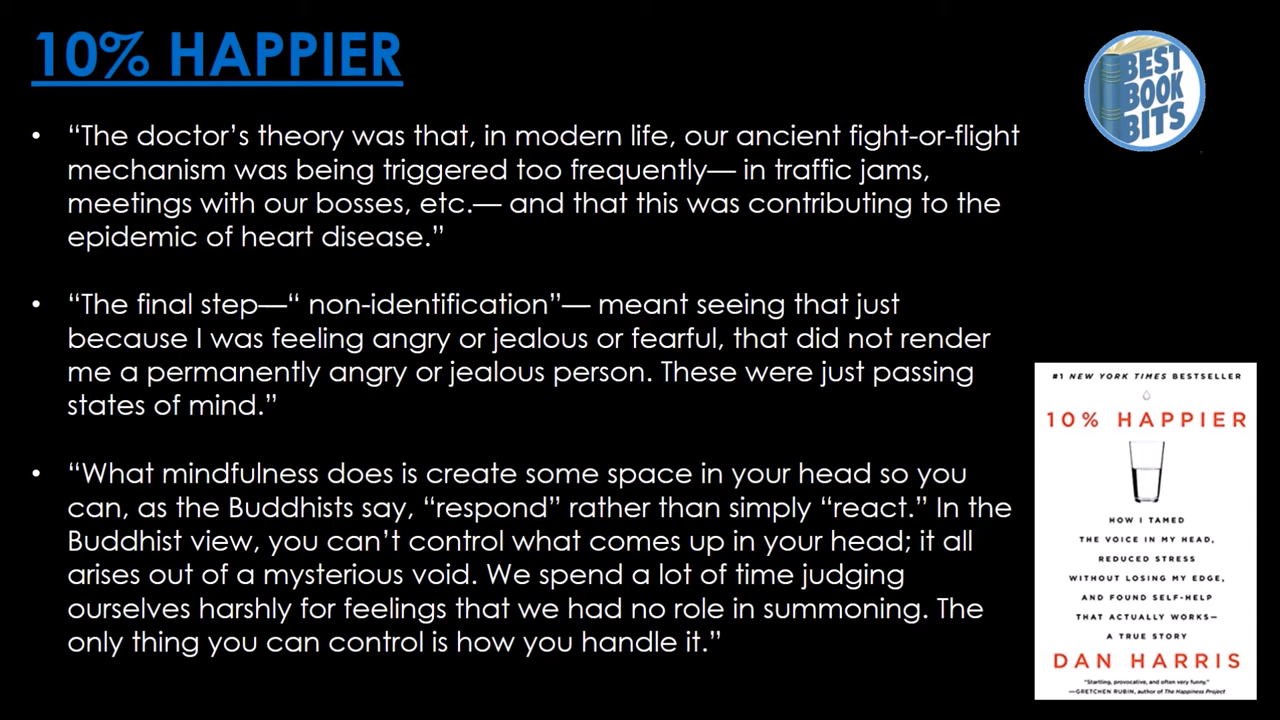 10% HAPPIER
BEST
BOOK
BITS
• “The doctor’s theory was that, in modern life, our ancient fight-or-flight
mechanism was being triggered too frequently— in traffic jams,
meetings with our bosses, etc.— and that this was contributing to the
epidemic of heart disease.”
• “The final step—“ non-identification”— meant seeing that just
because I was feeling angry or jealous or fearful, that did not render
me a permanently angry or jealous person. These were just passing
states of mind.”
• “What mindfulness does is create some space in your head so you
can, as the Buddhists say, “respond” rather than simply “react.” In the
Buddhist view, you can’t control what comes up in your head; it all
arises out of a mysterious void. We spend a lot of time judging
ourselves harshly for feelings that we had no role in summoning. The
only thing you can control is how you handle it.”
#1 NEW YORK TIMES BESTSELLER
10% HAPPIER
HOW I TAMED
THE VOICE IN MY HEAD,
REDUCED STRESS
WITHOUT LOSING MY EDGE,
AND FOUND SELF-HELP
THAT ACTUALLY WORKS—
A TRUE STORY
DAN HARRIS
"Startling, provocative, and often very funny."
—GRETCHEN RUBIN, author of The Happiness Project